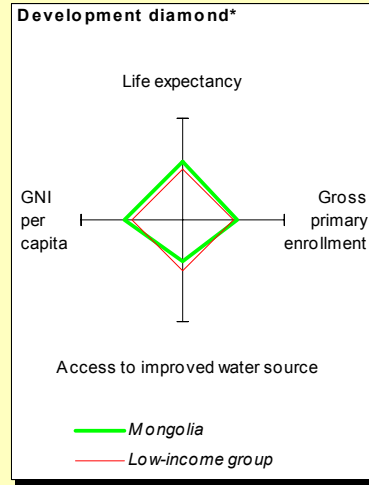 Development diamond*
Life expectancy
GNI
per
capita
Gross
primary
enrollment
Access to improved water source
Mongolia
Low-income group